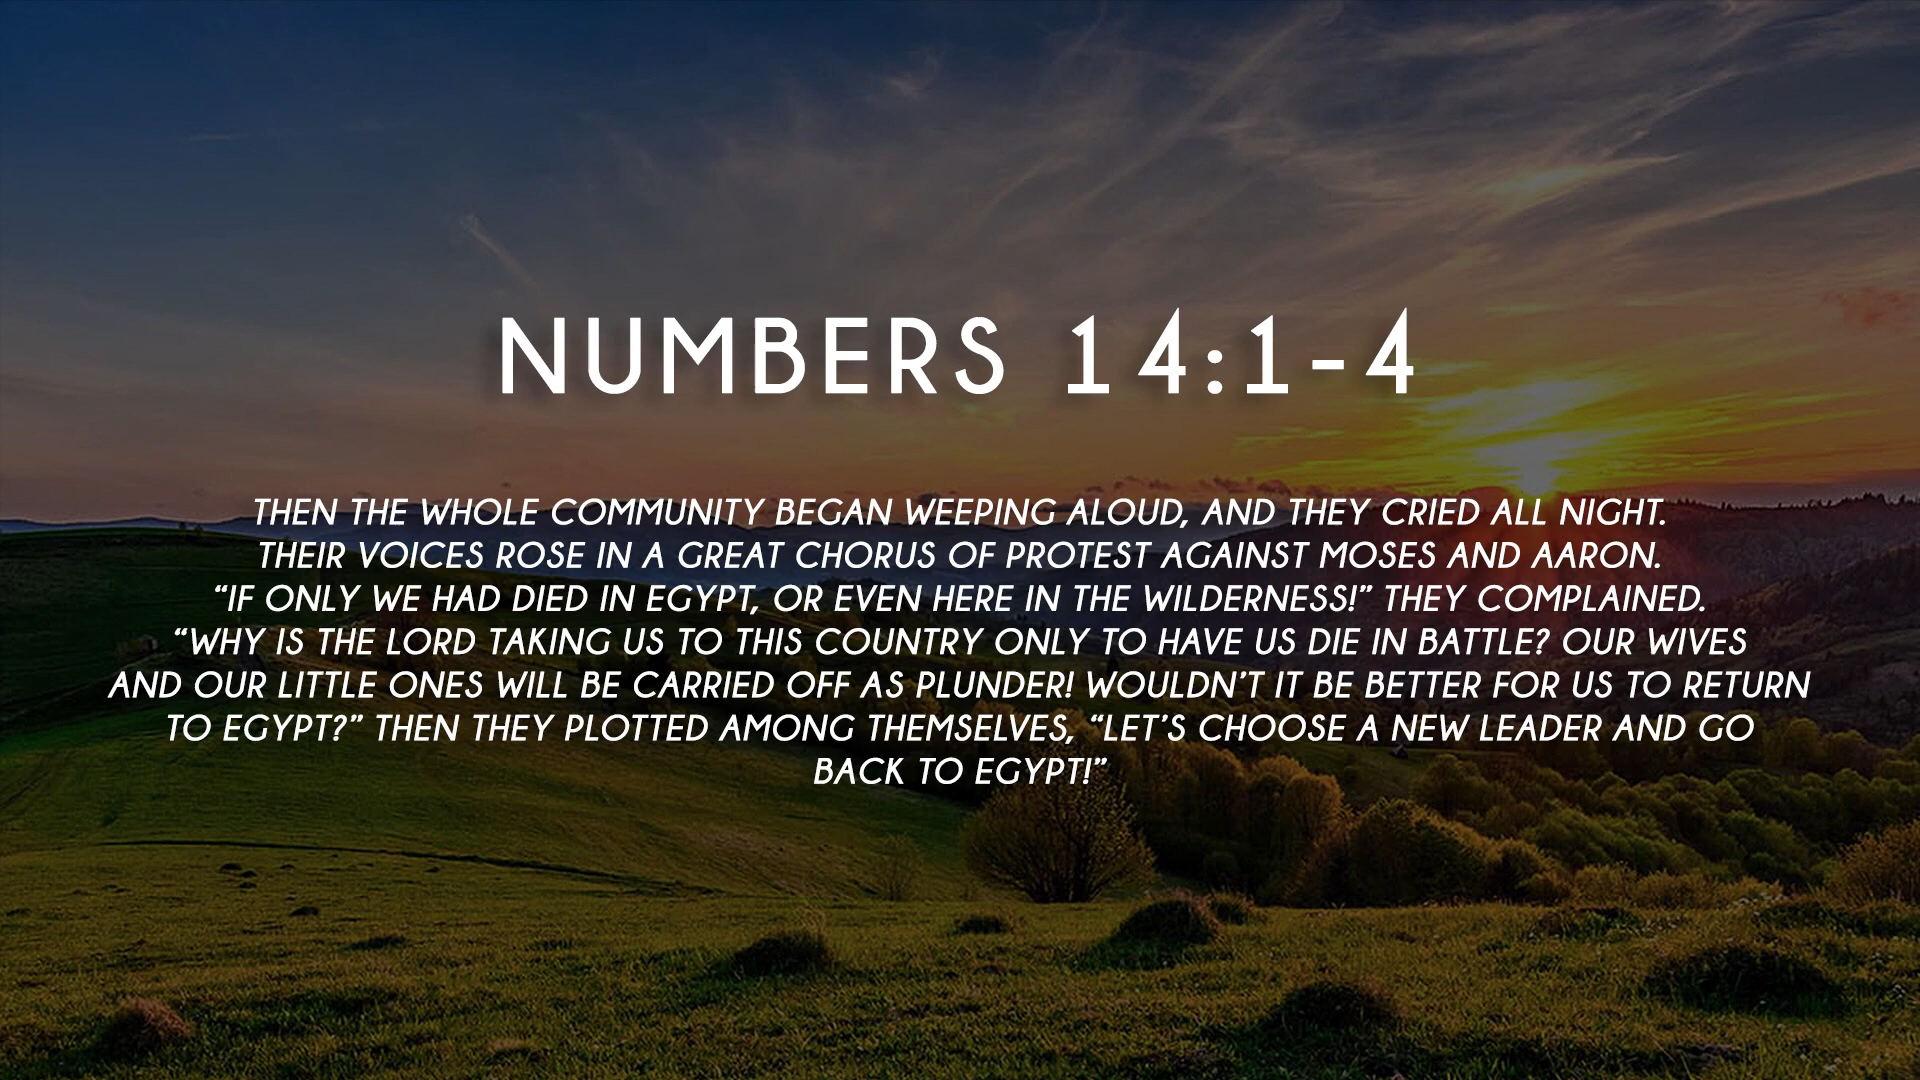 NUMBERS 14:1-4
THEN THE WHOLE COMMUNITY BEGAN WEEPING ALOUD, AND THEY CRIED ALL NIGHT.
THEIR VOICES ROSE IN A GREAT CHORUS OF PROTEST AGAINST MOSES AND AARON.
“IF ONLY WE HAD DIED IN EGYPT, OR EVEN HERE IN THE WILDERNESS!” THEY COMPLAINED.
“WHY IS THE LORD TAKING US TO THIS COUNTRY ONLY TO HAVE US DIE IN BATTLE? OUR WIVES
AND OUR LITTLE ONES WILL BE CARRIED OFF AS PLUNDER! WOULDN’T IT BE BETTER FOR US TO RETURN
TO EGYPT?” THEN THEY PLOTTED AMONG THEMSELVES, “LET’S CHOOSE A NEW LEADER AND GO
BACK TO EGYPT!”